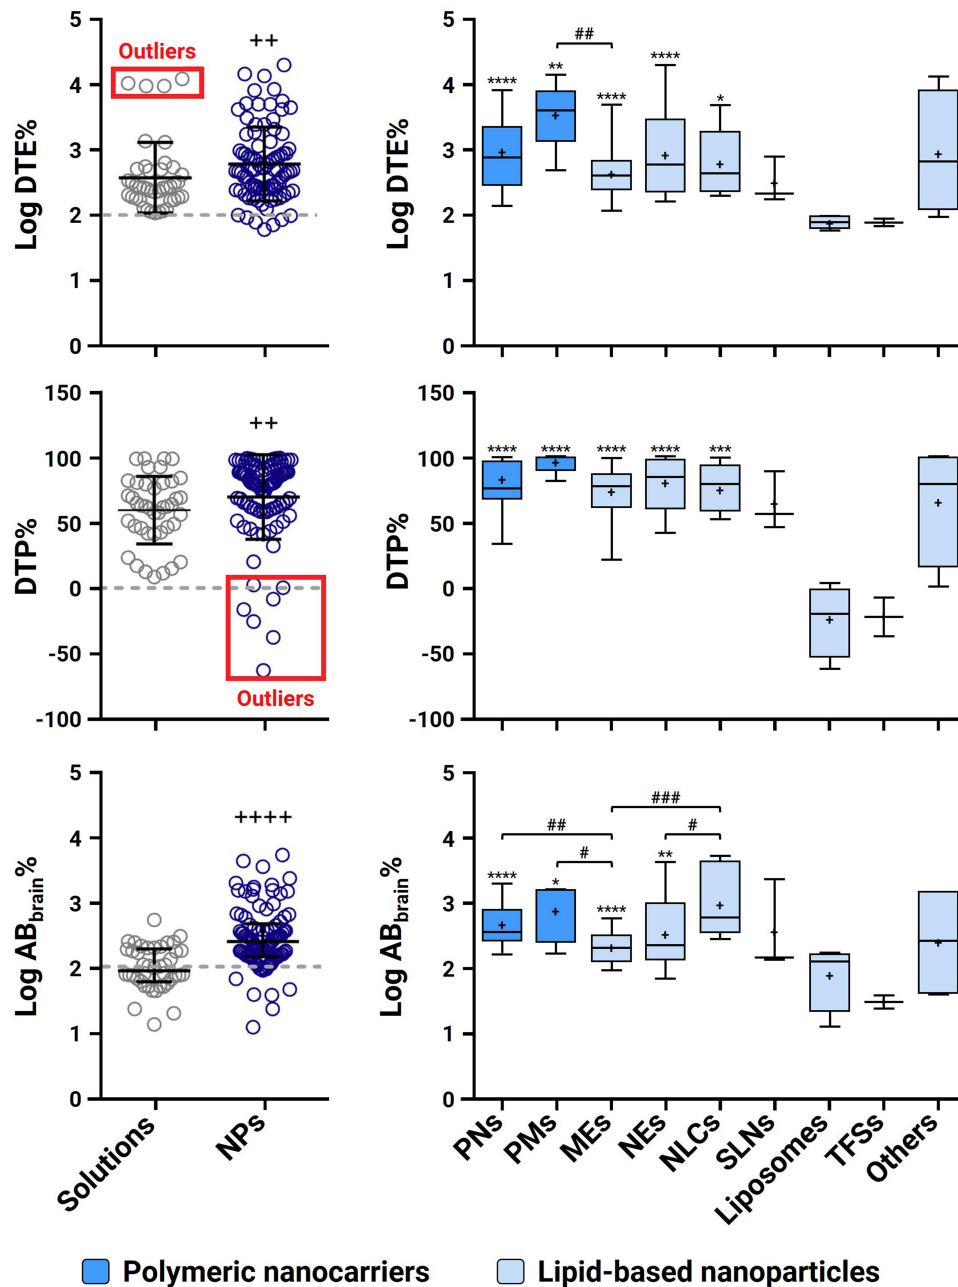 Log DTE%
5
4
3
2
1
0
Outliers
++
Log DTE%
5
4
3
2
1
0
****
**
##
****
****
*
DTP%
150
100
50
0
-50
-100
++
Outliers
DTP%
150
100
50
0
-50
-100
****
****
****
****
***
Log ABbrain%
5
4
3
2
1
0
++++
Solutions
NPs
Log ABbrain%
5
4
3
2
1
0
###
##
#
#
****
*
****
**
PNs
PMs
MEs
NEs
NLCs
SLNs
Liposomes
TFSs
Others
Polymeric nanocarriers
Lipid-based nanoparticles